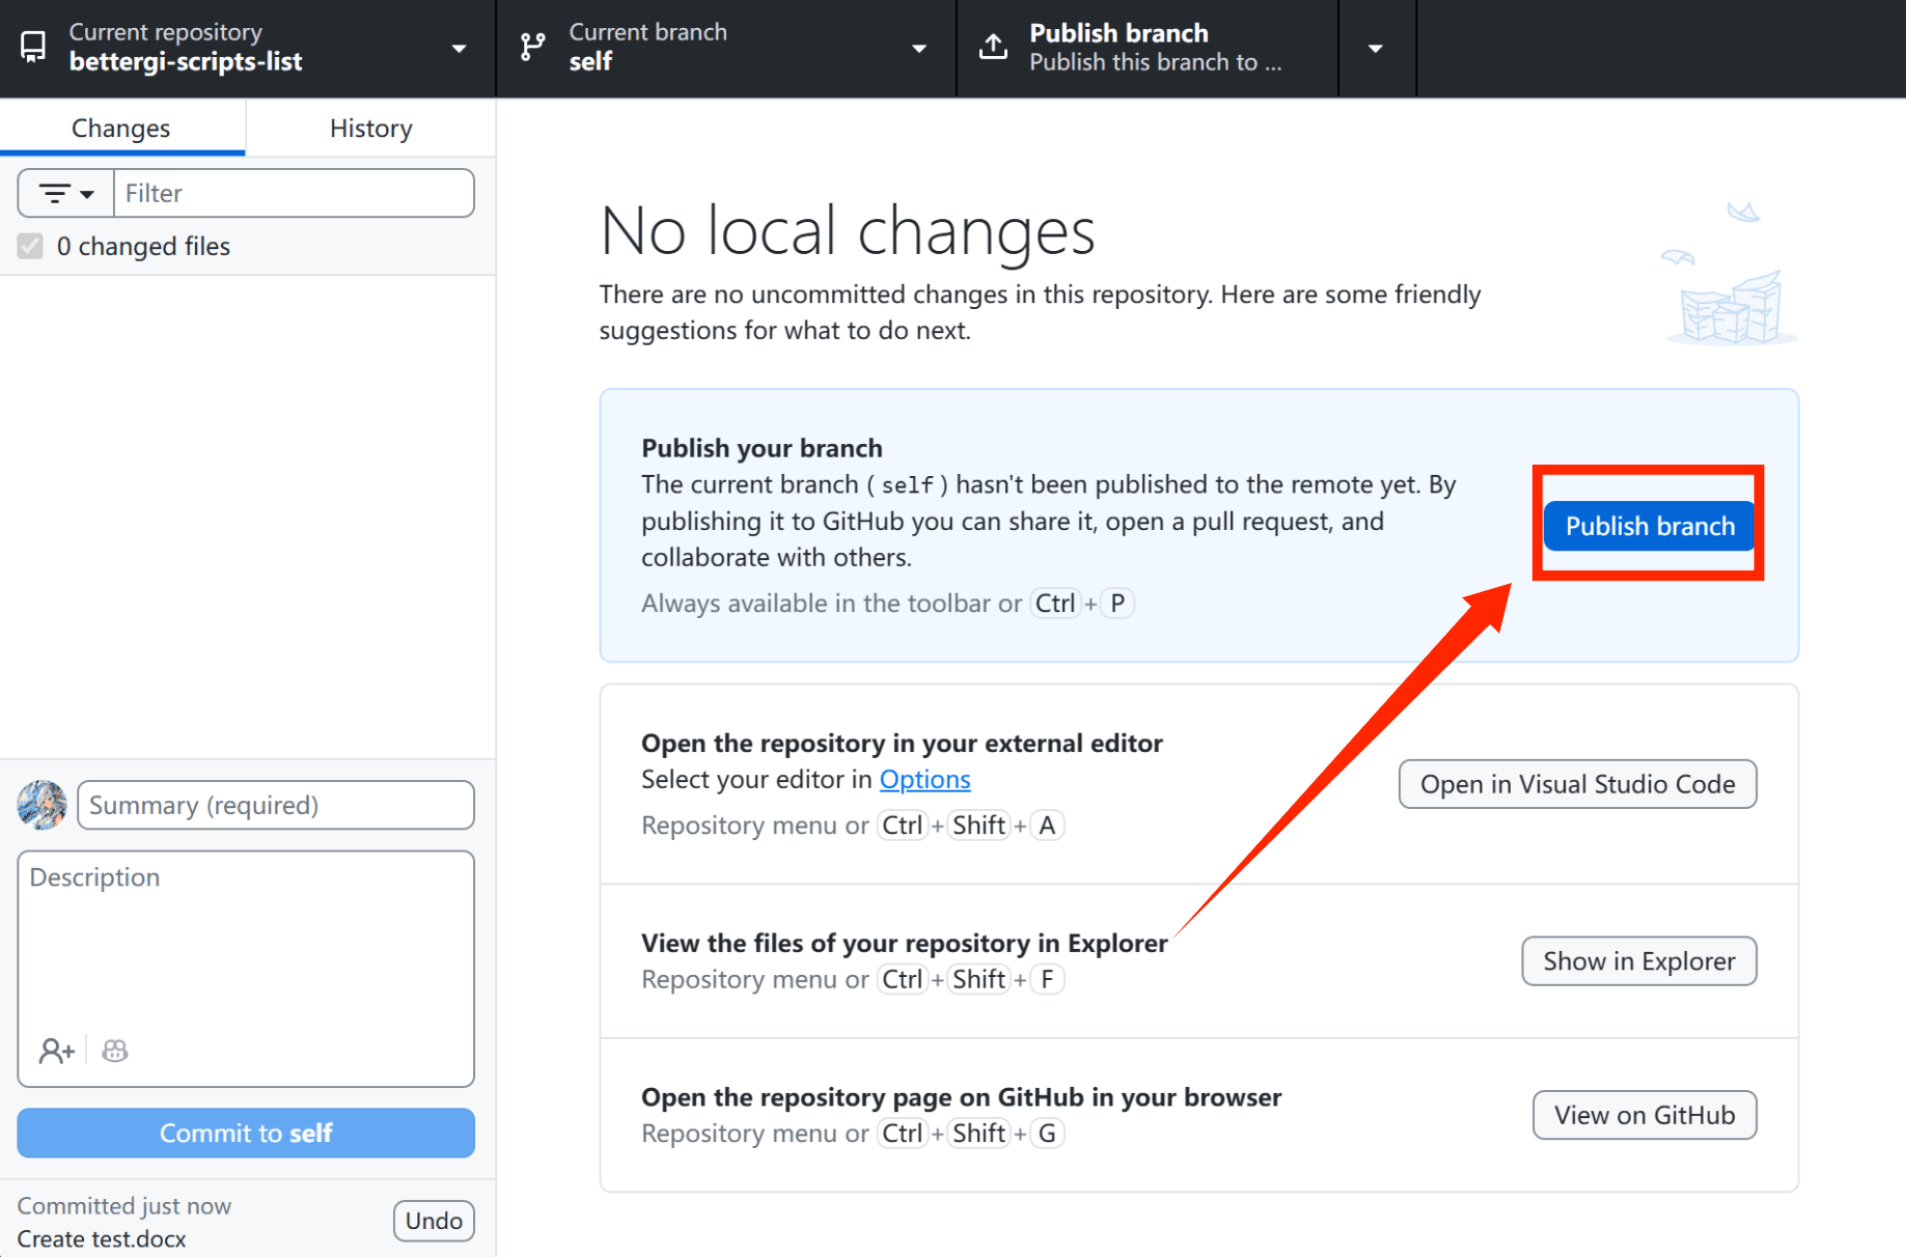 Current repository
bettergi-scripts-list
Current branch
self
Publish branch
Publish this branch to ...
Changes
History
Filter
0 changed files
No local changes
There are no uncommitted changes in this repository. Here are some friendly
suggestions for what to do next.
Publish your branch
The current branch ( self ) hasn't been published to the remote yet. By
publishing it to GitHub you can share it, open a pull request, and
collaborate with others.
Always available in the toolbar or Ctrl + P
Publish branch
Open the repository in your external editor
Select your editor in Options
Repository menu or Ctrl + Shift + A
Open in Visual Studio Code
View the files of your repository in Explorer
Repository menu or Ctrl + Shift + F
Show in Explorer
Open the repository page on GitHub in your browser
Repository menu or Ctrl + Shift + G
View on GitHub
Summary (required)
Description
Commit to self
Committed just now
Create test.docx
Undo